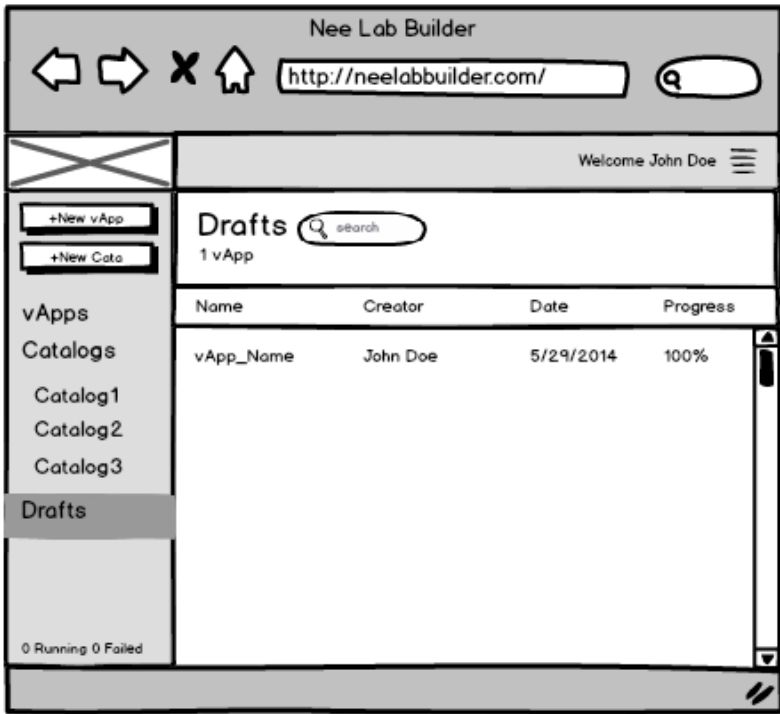 Nee Lab Builder
http://neelabbuilder.com/
Welcome John Doe
+New vApp
+New Cata
vApps
Catalogs
Catalog1
Catalog2
Catalog3
Drafts
0 Running 0 Failed
Drafts search
1 vApp
Name Creator Date Progress
vApp_Name John Doe 5/29/2014 100%